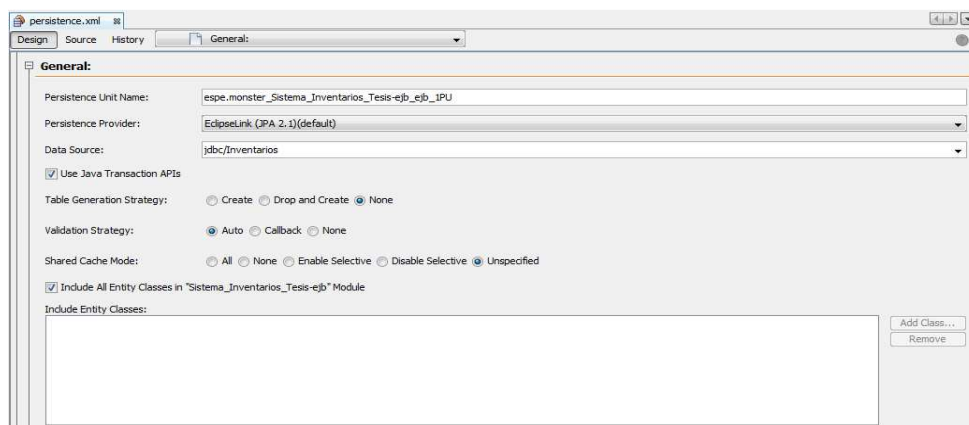 persistence.xml
Design Source History General:
General:
Persistence Unit Name: espe.monster_Sistema_Inventarios_Tesis-ejb_ejb_1PU
Persistence Provider: EclipseLink (JPA 2.1)(default)
Data Source: jdbc/Inventarios
Use Java Transaction APIs
Table Generation Strategy: Create Drop and Create None
Validation Strategy: Auto Callback None
Shared Cache Mode: All None Enable Selective Disable Selective Unspecified
Include All Entity Classes in "Sistema_Inventarios_Tesis-ejb" Module
Include Entity Classes:
Add Class...
Remove